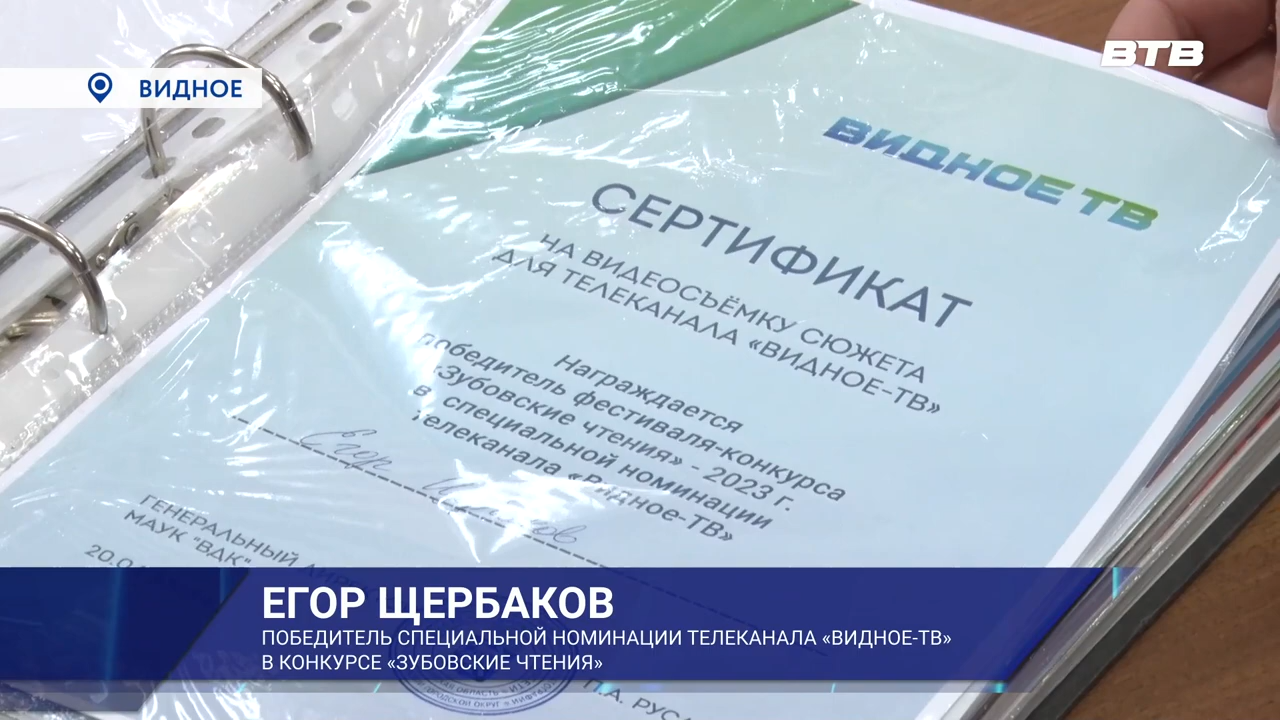 ВТВ
ВИДНОЕ
ВИДНОЕ ТВ
СЕРТИФИКАТ
НА ВИДЕОСЪЁМКУ СЮЖЕТА
ДЛЯ ТЕЛЕКАНАЛА «ВИДНОЕ-ТВ»
Награждается
победитель фестиваля-конкурса
«Зубовские чтения» - 2023 г.
в специальной номинации
телеканала «Видное-ТВ»
Егор
ГЕНЕРАЛЬНЫЙ
МАУК "ВДК"
ЕГОР ЩЕРБАКОВ
ПОБЕДИТЕЛЬ СПЕЦИАЛЬНОЙ НОМИНАЦИИ ТЕЛЕКАНАЛА «ВИДНОЕ-ТВ»
В КОНКУРСЕ «ЗУБОВСКИЕ ЧТЕНИЯ»